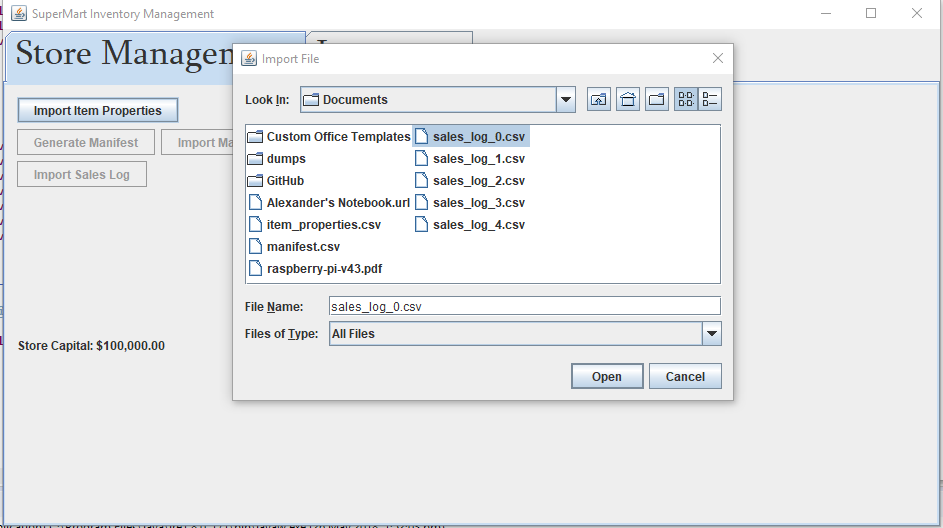 SuperMart Inventory Management
Store Managem
Import Item Properties
Generate Manifest
Import Ma
Import Sales Log
Store Capital: $100,000.00
Import File
Look In:
Documents
Custom Office Templates
dumps
GitHub
Alexander's Notebook.url
item_properties.csv
manifest.csv
raspberry-pi-v43.pdf
sales_log_0.csv
sales_log_1.csv
sales_log_2.csv
sales_log_3.csv
sales_log_4.csv
File Name:
sales_log_0.csv
Files of Type:
All Files
Open
Cancel